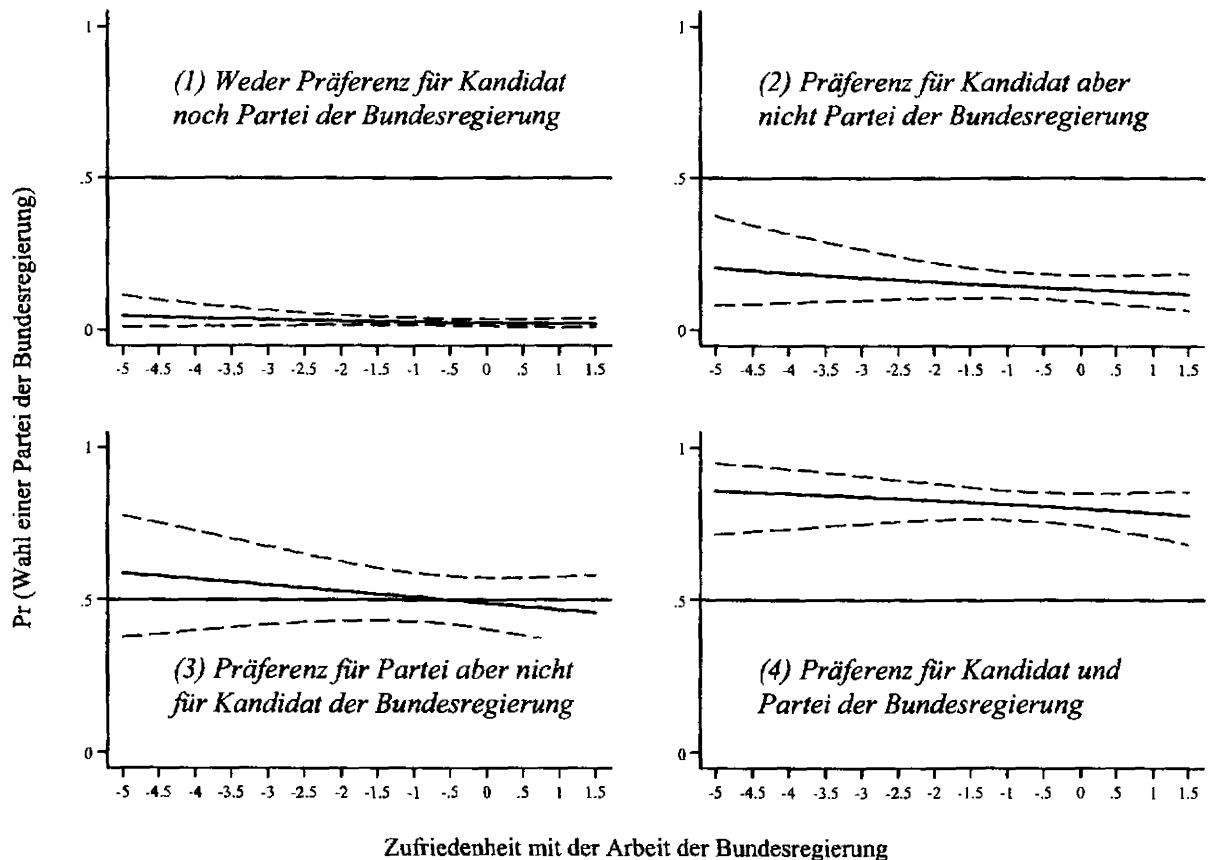 Pr (Wahl einer Partei der Bundesregierung)
1
.5
0
(1) Weder Präferenz für Kandidat
noch Partei der Bundesregierung
-5 -4.5 -4 -3.5 -3 -2.5 -2 -1.5 -1 -.5 0 .5 1 1.5
1
.5
0
(2) Präferenz für Kandidat aber
nicht Partei der Bundesregierung
-5 -4.5 -4 -3.5 -3 -2.5 -2 -1.5 -1 -.5 0 .5 1 1.5
1
.5
0
(3) Präferenz für Partei aber nicht
für Kandidat der Bundesregierung
-5 -4.5 -4 -3.5 -3 -2.5 -2 -1.5 -1 -.5 0 .5 1 1.5
1
.5
0
(4) Präferenz für Kandidat und
Partei der Bundesregierung
-5 -4.5 -4 -3.5 -3 -2.5 -2 -1.5 -1 -.5 0 .5 1 1.5
Zufriedenheit mit der Arbeit der Bundesregierung